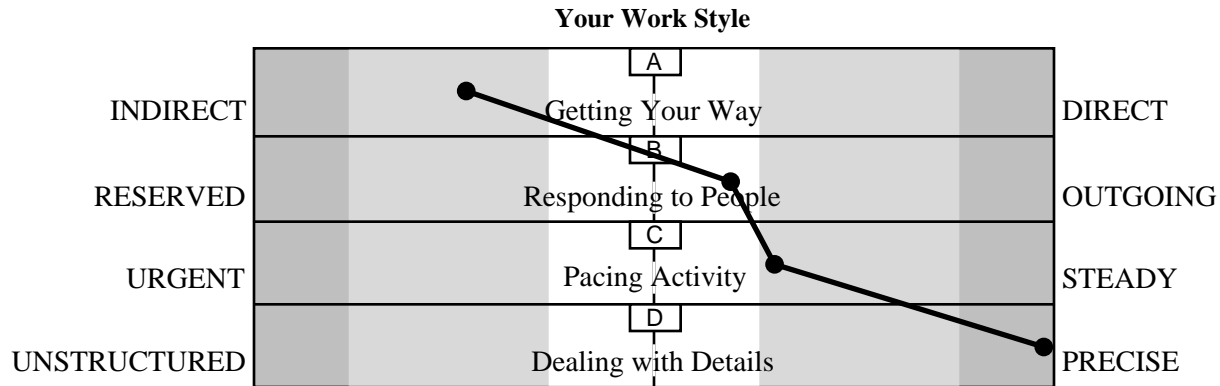 Your Work Style
A
INDIRECT Getting Your Way DIRECT
B
RESERVED Responding to People OUTGOING
C
URGENT Pacing Activity STEADY
D
UNSTRUCTURED Dealing with Details PRECISE